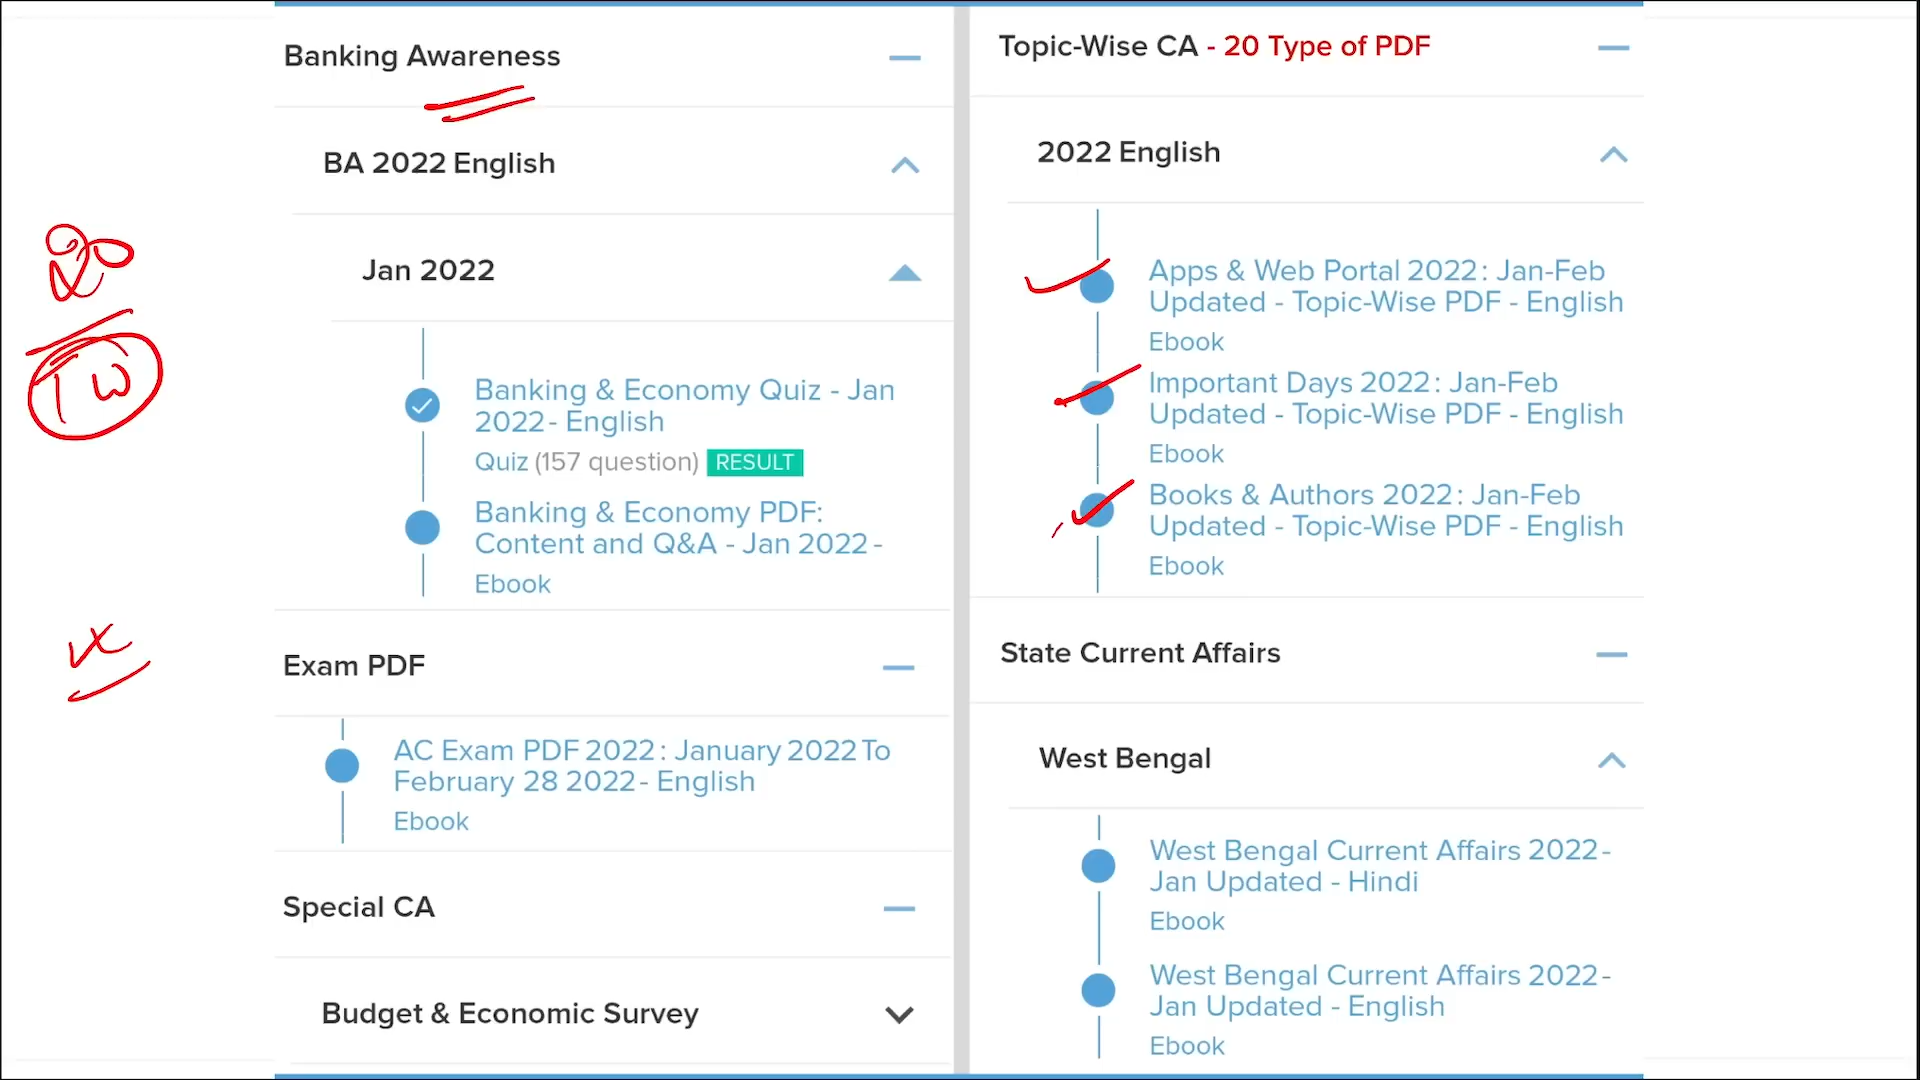 Banking Awareness
BA 2022 English
Jan 2022
Banking & Economy Quiz - Jan
2022 - English
Quiz (157 question) RESULT
Banking & Economy PDF:
Content and Q&A - Jan 2022 -
Ebook
Exam PDF
AC Exam PDF 2022 : January 2022 To
February 28 2022 - English
Ebook
Special CA
Budget & Economic Survey
Topic-Wise CA - 20 Type of PDF
2022 English
Apps & Web Portal 2022 : Jan-Feb
Updated - Topic-Wise PDF - English
Ebook
Important Days 2022 : Jan-Feb
Updated - Topic-Wise PDF - English
Ebook
Books & Authors 2022 : Jan-Feb
Updated - Topic-Wise PDF - English
Ebook
State Current Affairs
West Bengal
West Bengal Current Affairs 2022 -
Jan Updated - Hindi
Ebook
West Bengal Current Affairs 2022 -
Jan Updated - English
Ebook
TW